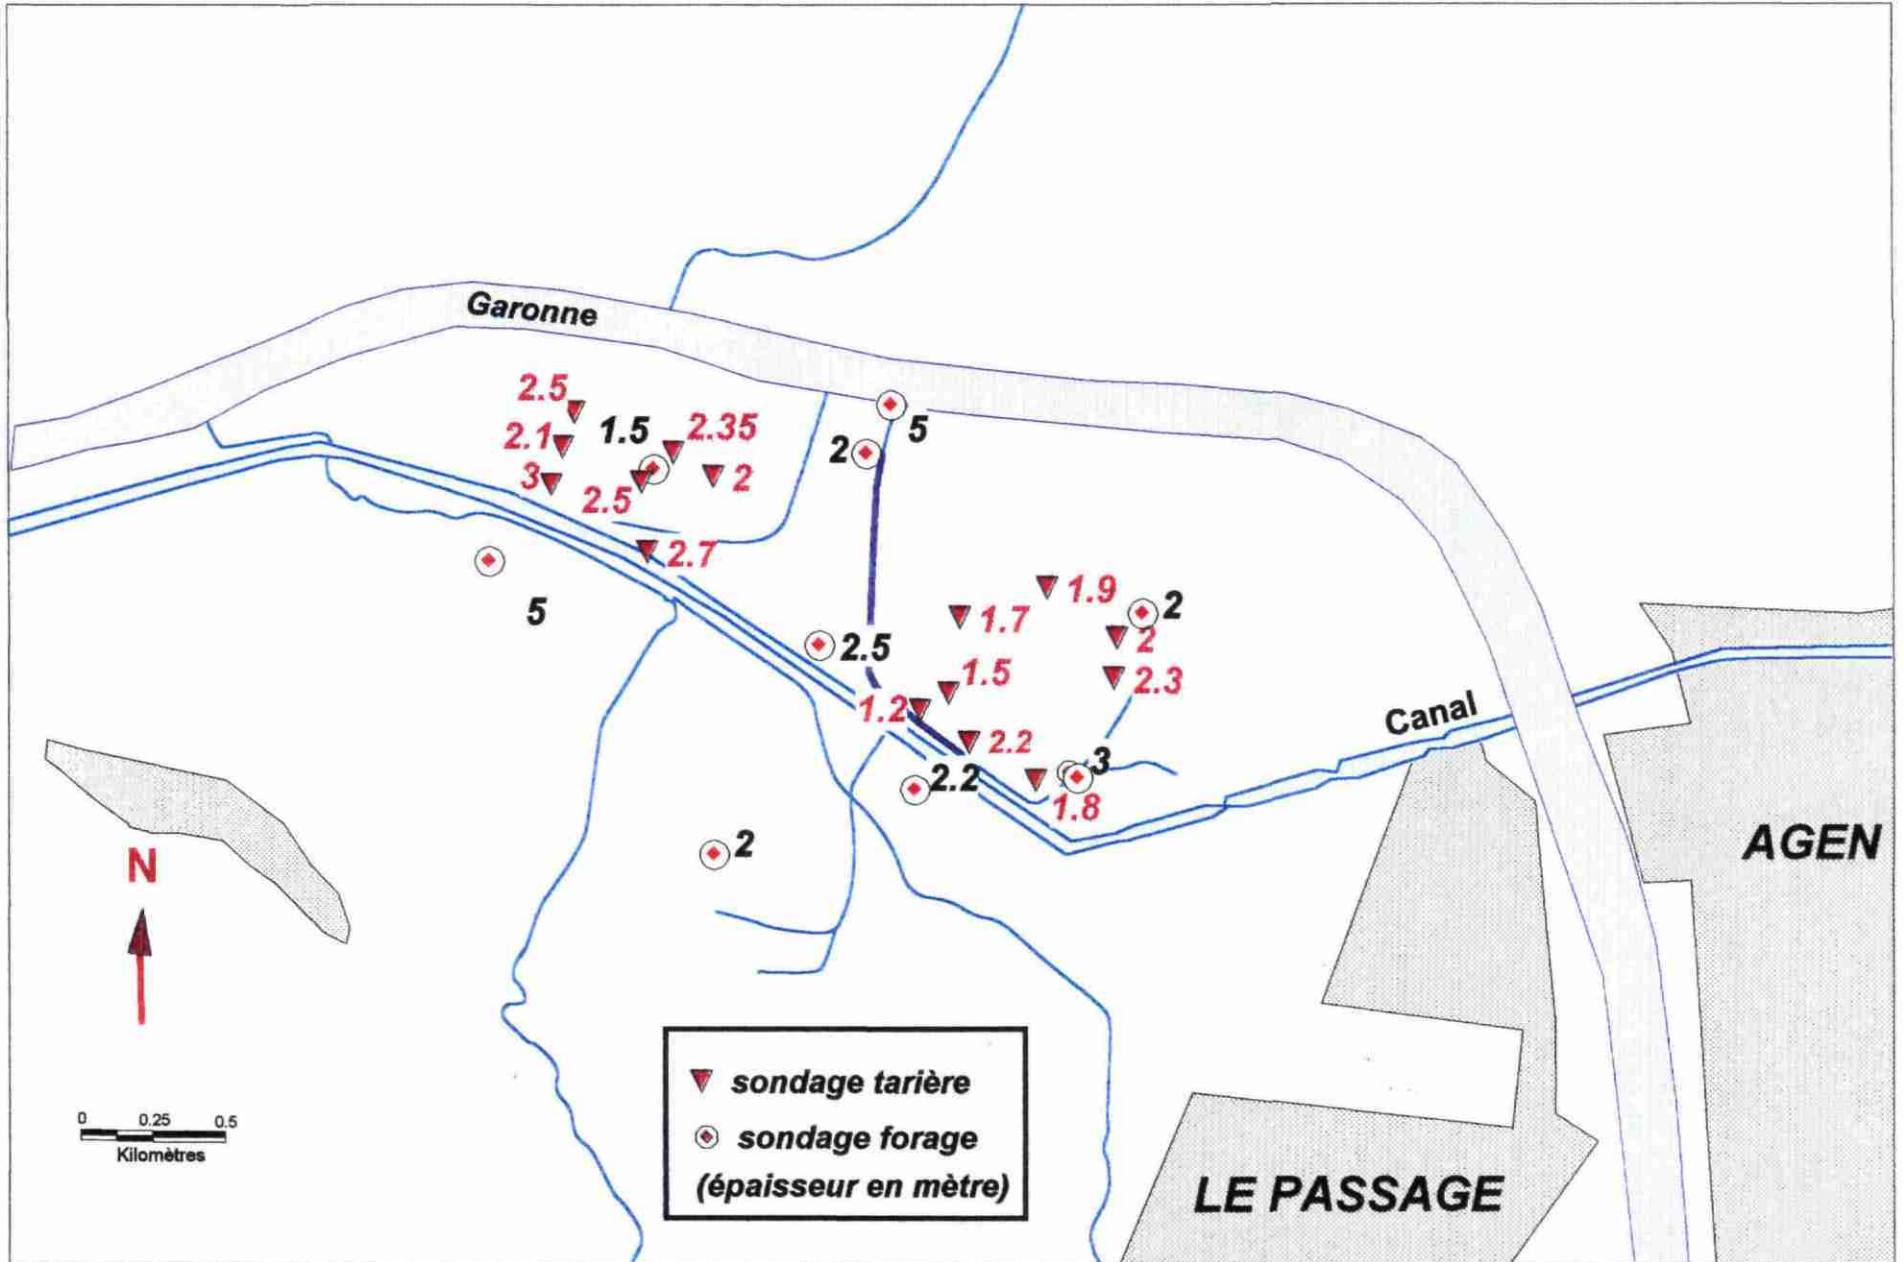 Garonne
2.5
2.1
1.5
2.35
3
2.5
2
2
5
2.7
5
2.5
1.9
1.7
2
2
2.3
1.5
1.2
2.2
2.2
3
1.8
Canal
2
AGEN
N
0 0.25 0.5
Kilomètres
sondage tarière
sondage forage
(épaisseur en mètre)
LE PASSAGE